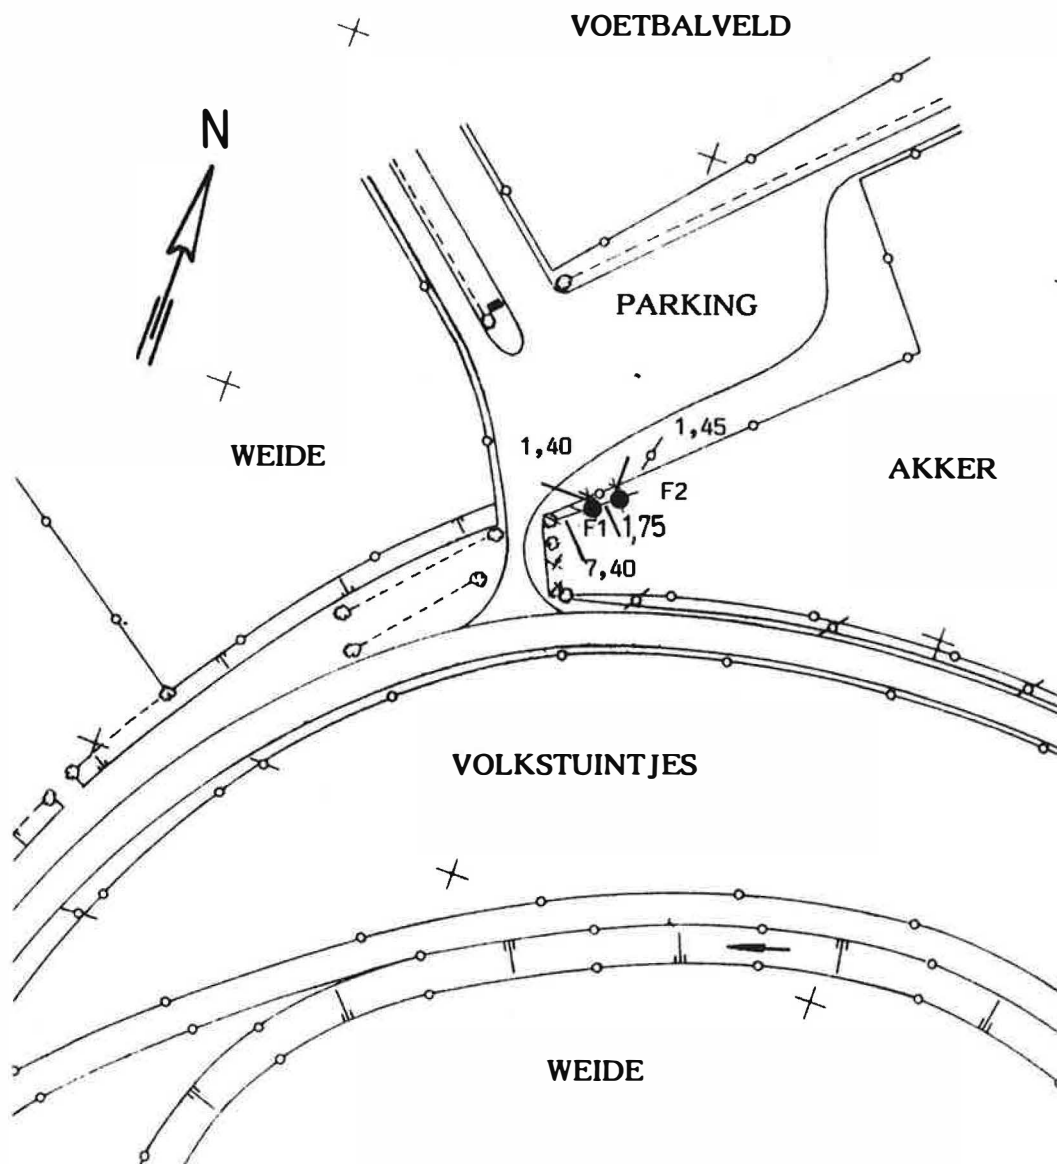 VOETBALVELD
N
PARKING
1,45
1,40
WEIDE
AKKER
F2
F1
1,75
7,40
VOLKSTUINTJES
WEIDE